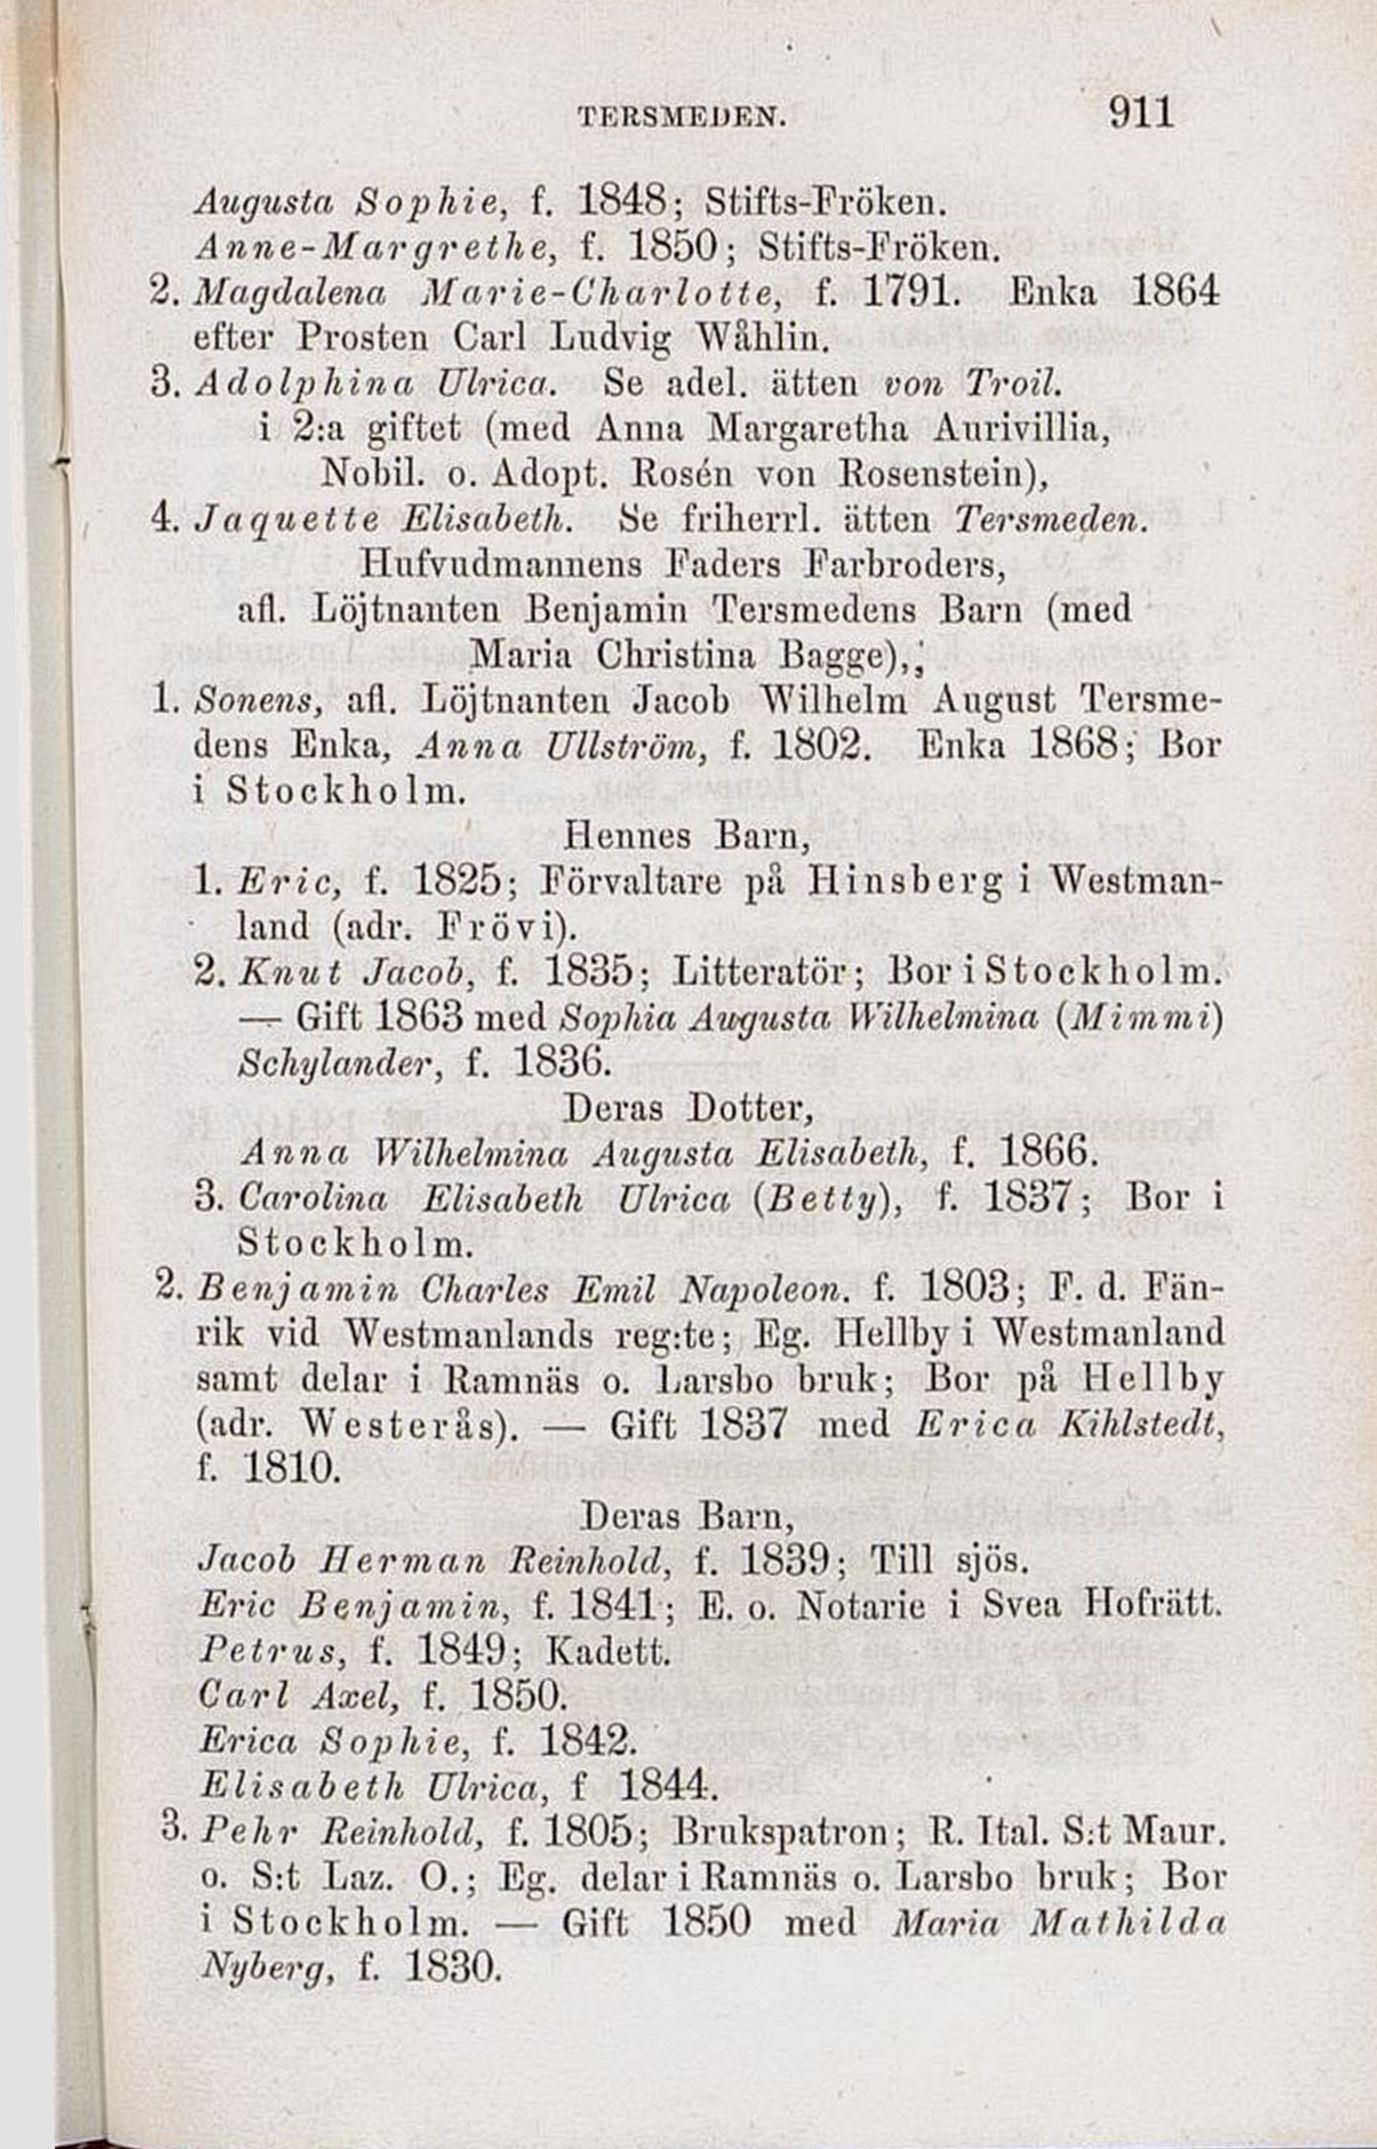 TERSMEDEN. 911
Augusta Sophie, f. 1848; Stifts-Fröken.
Anne-Margrethe, f. 1850; Stifts-Fröken.
2. Magdalena Marie-Charlotte, f. 1791. Enka 1864
efter Prosten Carl Ludvig Wåhlin.
3. Adolphina Ulrica. Se adel. ätten von Troil.
i 2:a giftet (med Anna Margaretha Aurivillia,
Nobil. o. Adopt. Rosén von Rosenstein),
4. Jaquette Elisabeth. Se friherrl. ätten Tersmeden.
Hufvudmannens Faders Farbroders,
afl. Löjtnanten Benjamin Tersmedens Barn (med
Maria Christina Bagge),;
1. Sonens, afl. Löjtnanten Jacob Wilhelm August Tersme-
dens Enka, Anna Ullström, f. 1802. Enka 1868; Bor
i Stockholm.
Hennes Barn,
1. Eric, f. 1825; Förvaltare på Hinsberg i Westman-
land (adr. Frövi).
2. Knut Jacob, f. 1835; Litteratör; Bor i Stockholm.
— Gift 1863 med Sophia Augusta Wilhelmina (Mimmi)
Schylander, f. 1836.
Deras Dotter,
Anna Wilhelmina Augusta Elisabeth, f. 1866.
3. Carolina Elisabeth Ulrica (Betty), f. 1837; Bor i
Stockholm.
2. Benjamin Charles Emil Napoleon. f. 1803; F. d. Fän-
rik vid Westmanlands reg:te; Eg. Hellby i Westmanland
samt delar i Ramnäs o. Larsbo bruk; Bor på Hellby
(adr. Westerås). — Gift 1837 med Erica Kihlstedt,
f. 1810.
Deras Barn,
Jacob Herman Reinhold, f. 1839; Till sjös.
Eric Benjamin, f. 1841; E. o. Notarie i Svea Hofrätt.
Petrus, f. 1849; Kadett.
Carl Axel, f. 1850.
Erica Sophie, f. 1842.
Elisabeth Ulrica, f 1844.
3. Pehr Reinhold, f. 1805; Brukspatron; R. Ital. S:t Maur.
o. S:t Laz. O.; Eg. delar i Ramnäs o. Larsbo bruk; Bor
i Stockholm. — Gift 1850 med Maria Mathilda
Nyberg, f. 1830.